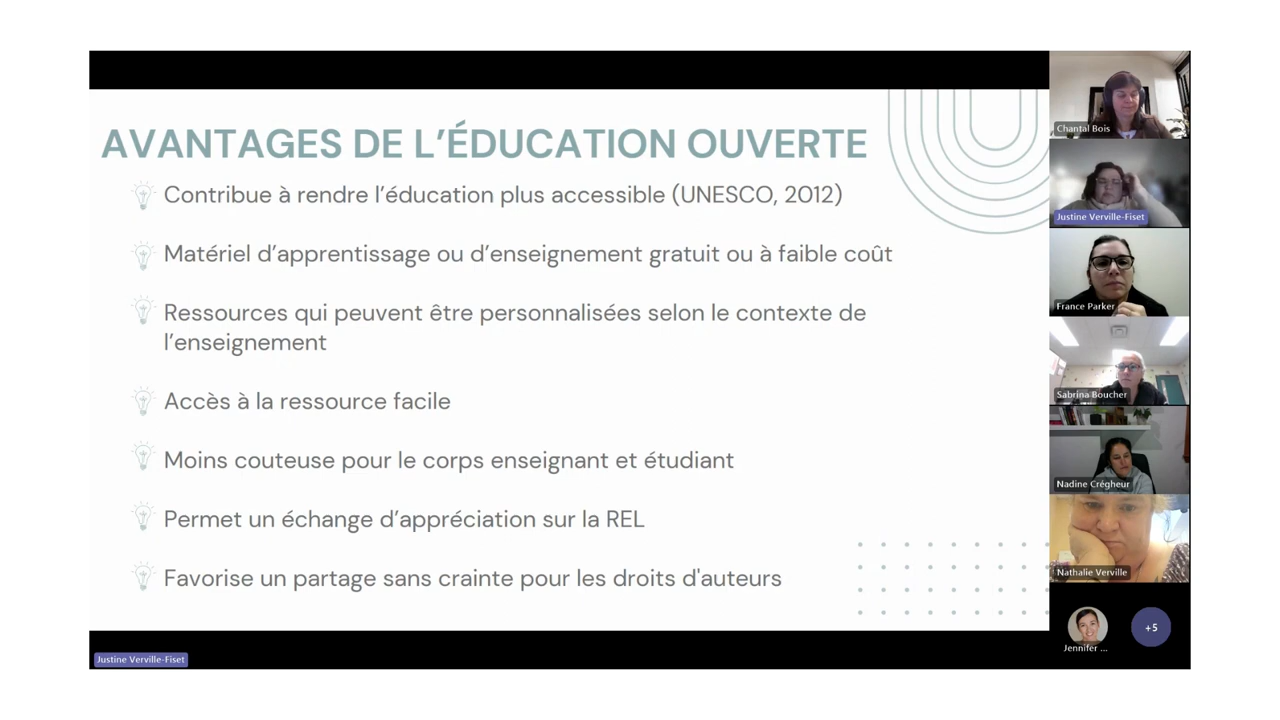 AVANTAGES DE L'ÉDUCATION OUVERTE
Contribue à rendre l'éducation plus accessible (UNESCO, 2012)
Matériel d'apprentissage ou d'enseignement gratuit ou à faible coût
Ressources qui peuvent être personnalisées selon le contexte de
l'enseignement
Accès à la ressource facile
Moins couteuse pour le corps enseignant et étudiant
Permet un échange d'appréciation sur la REL
Favorise un partage sans crainte pour les droits d'auteurs
Justine Verville-Fiset
Chantal Bois
Justine Verville-Fiset
France Parker
Sabrina Boucher
Nadine Crégheur
Nathalie Verville
Jennifer ...
+5